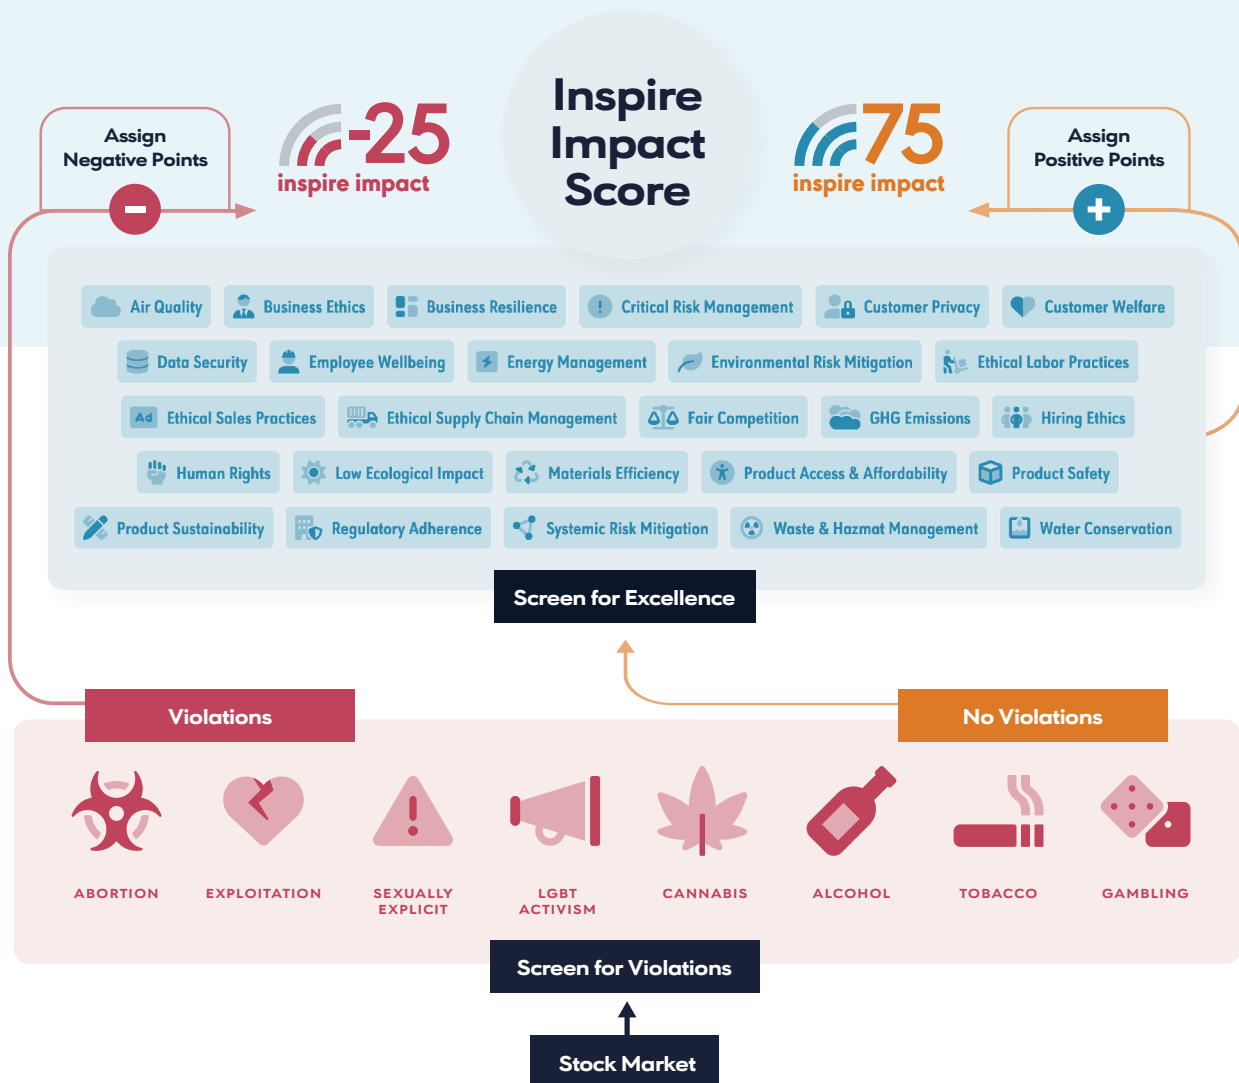 Inspire
Impact
Score
Assign
Negative Points
-25
inspire impact
75
inspire impact
Assign
Positive Points
Air Quality
Business Ethics
Business Resilience
Critical Risk Management
Customer Privacy
Customer Welfare
Data Security
Employee Wellbeing
Energy Management
Environmental Risk Mitigation
Ethical Labor Practices
Ad
Ethical Sales Practices
Ethical Supply Chain Management
Fair Competition
GHG Emissions
Hiring Ethics
Human Rights
Low Ecological Impact
Materials Efficiency
Product Access & Affordability
Product Safety
Product Sustainability
Regulatory Adherence
Systemic Risk Mitigation
Waste & Hazmat Management
Water Conservation
Screen for Excellence
Violations
No Violations
ABORTION
EXPLOITATION
SEXUALLY
EXPLICIT
LGBT
ACTIVISM
CANNABIS
ALCOHOL
TOBACCO
GAMBLING
Screen for Violations
Stock Market